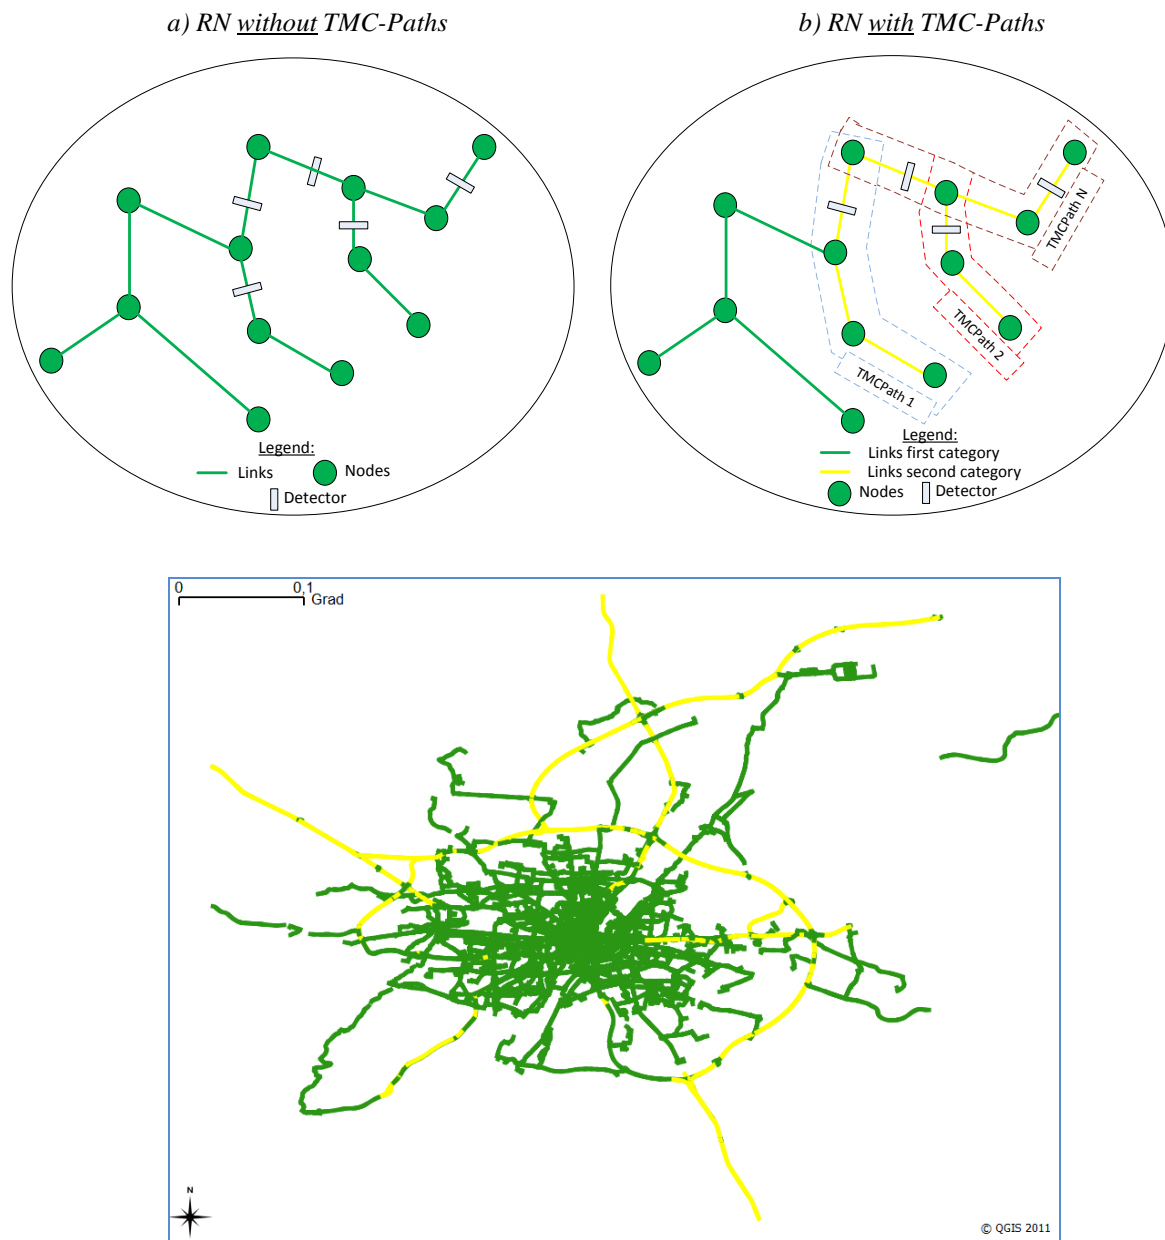 a) RN without TMC-Paths
b) RN with TMC-Paths
Legend:
Links
Nodes
Detector
TMCPath N
TMCPath 2
TMCPath 1
Legend:
Links first category
Links second category
Nodes
Detector
0
0,1
Grad
N
© QGIS 2011